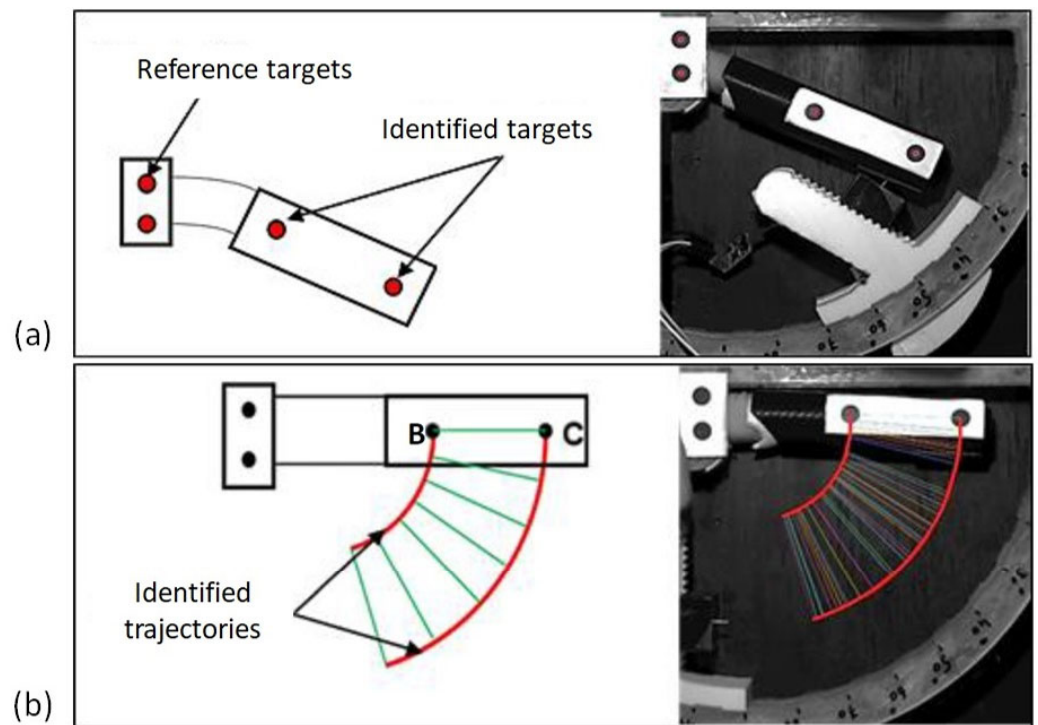 Reference targets
Identified targets
(a)
B
C
Identified
trajectories
(b)